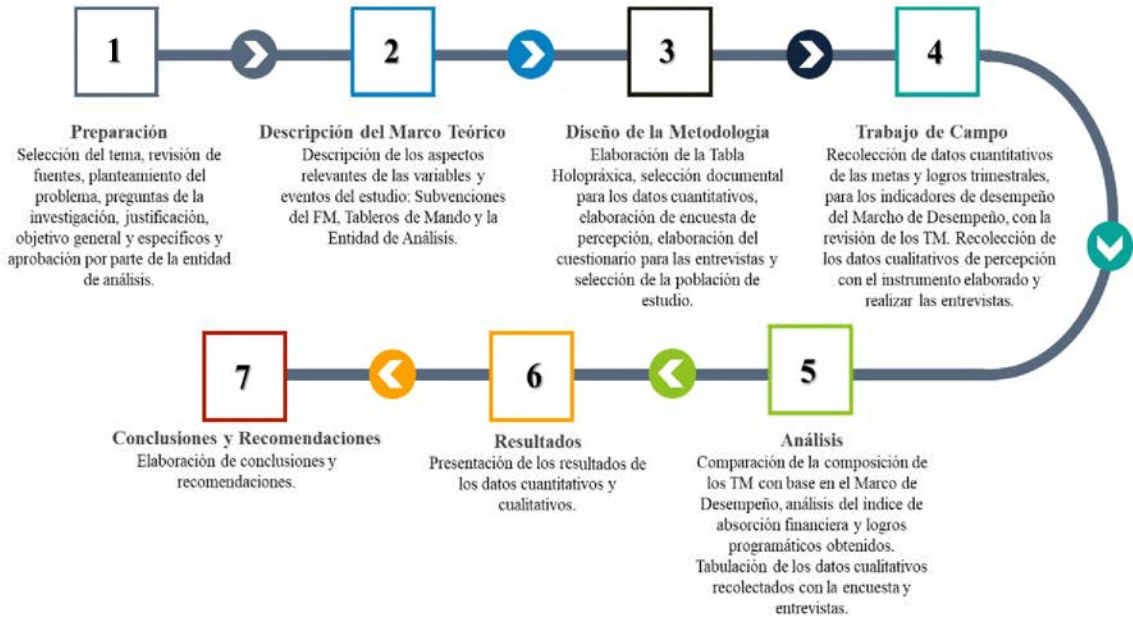 1
2
3
4
Preparación
Selección del tema, revisión de
fuentes, planteamiento del
problema, preguntas de la
investigación, justificación,
objetivo general y específicos y
aprobación por parte de la entidad
de análisis.
Descripción del Marco Teórico
Descripción de los aspectos
relevantes de las variables y
eventos del estudio: Subvenciones
del FM, Tableros de Mando y la
Entidad de Análisis.
Diseño de la Metodología
Elaboración de la Tabla
Holopráxica, selección documental
para los datos cuantitativos,
elaboración de encuesta de
percepción, elaboración del
cuestionario para las entrevistas y
selección de la población de
estudio.
Trabajo de Campo
Recolección de datos cuantitativos
de las metas y logros trimestrales,
para los indicadores de desempeño
del Marcho de Desempeño, con la
revisión de los TM. Recolección de
los datos cualitativos de percepción
con el instrumento elaborado y
realizar las entrevistas.
7
6
5
Conclusiones y Recomendaciones
Elaboración de conclusiones y
recomendaciones.
Resultados
Presentación de los resultados de
los datos cuantitativos y
cualitativos.
Análisis
Comparación de la composición de
los TM con base en el Marco de
Desempeño, análisis del índice de
absorción financiera y logros
programáticos obtenidos.
Tabulación de los datos cualitativos
recolectados con la encuesta y
entrevistas.